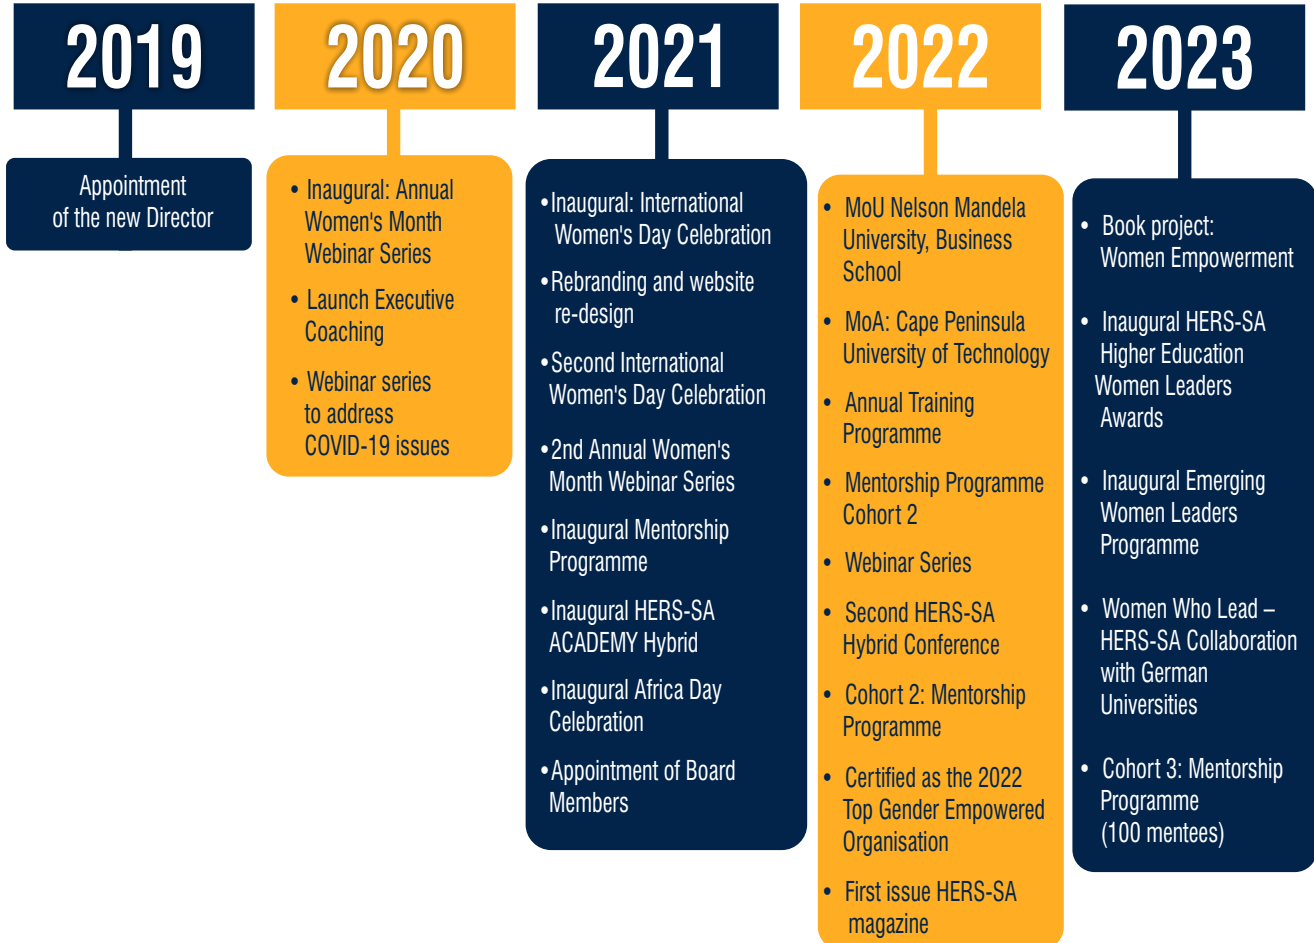 2019
Appointment
of the new Director
2020
• Inaugural: Annual
Women's Month
Webinar Series
• Launch Executive
Coaching
• Webinar series
to address
COVID-19 issues
2021
• Inaugural: International
Women's Day Celebration
• Rebranding and website
re-design
• Second International
Women's Day Celebration
• 2nd Annual Women's
Month Webinar Series
• Inaugural Mentorship
Programme
• Inaugural HERS-SA
ACADEMY Hybrid
• Inaugural Africa Day
Celebration
• Appointment of Board
Members
2022
• MoU Nelson Mandela
University, Business
School
• MoA: Cape Peninsula
University of Technology
• Annual Training
Programme
• Mentorship Programme
Cohort 2
• Webinar Series
• Second HERS-SA
Hybrid Conference
• Cohort 2: Mentorship
Programme
• Certified as the 2022
Top Gender Empowered
Organisation
• First issue HERS-SA
magazine
2023
• Book project:
Women Empowerment
• Inaugural HERS-SA
Higher Education
Women Leaders
Awards
• Inaugural Emerging
Women Leaders
Programme
• Women Who Lead –
HERS-SA Collaboration
with German
Universities
• Cohort 3: Mentorship
Programme
(100 mentees)